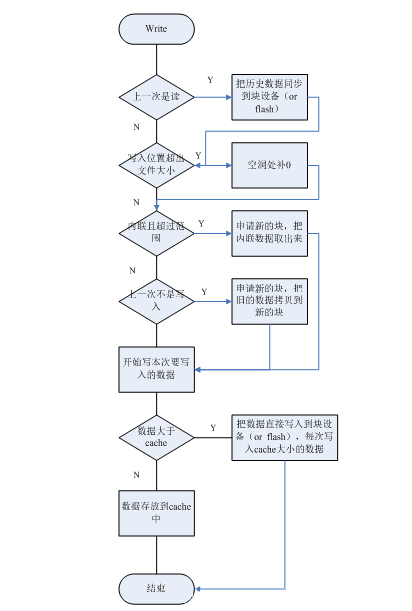 Write
上一次是读
Y
把历史数据同步
到块设备（or
flash）
N
写入位置超出
文件大小
Y
空洞处补0
N
内联且超过范
围
Y
申请新的块，把
内联数据取出来
N
上一次不是写
入
Y
申请新的块，把
旧的数据拷贝到
新的块
开始写本次要写
入的数据
数据大于
cache
Y
把数据直接写入到块设
备（or flash），每次写
入cache大小的数据
N
数据存放到cache
中
结束